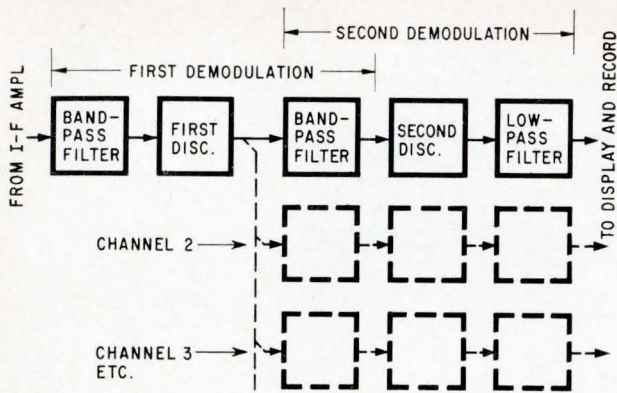 SECOND DEMODULATION
FIRST DEMODULATION
FROM I-F AMPL
BAND-
PASS
FILTER
FIRST
DISC.
BAND-
PASS
FILTER
SECOND
DISC.
LOW-
PASS
FILTER
TO DISPLAY AND RECORD
CHANNEL 2
CHANNEL 3
ETC.